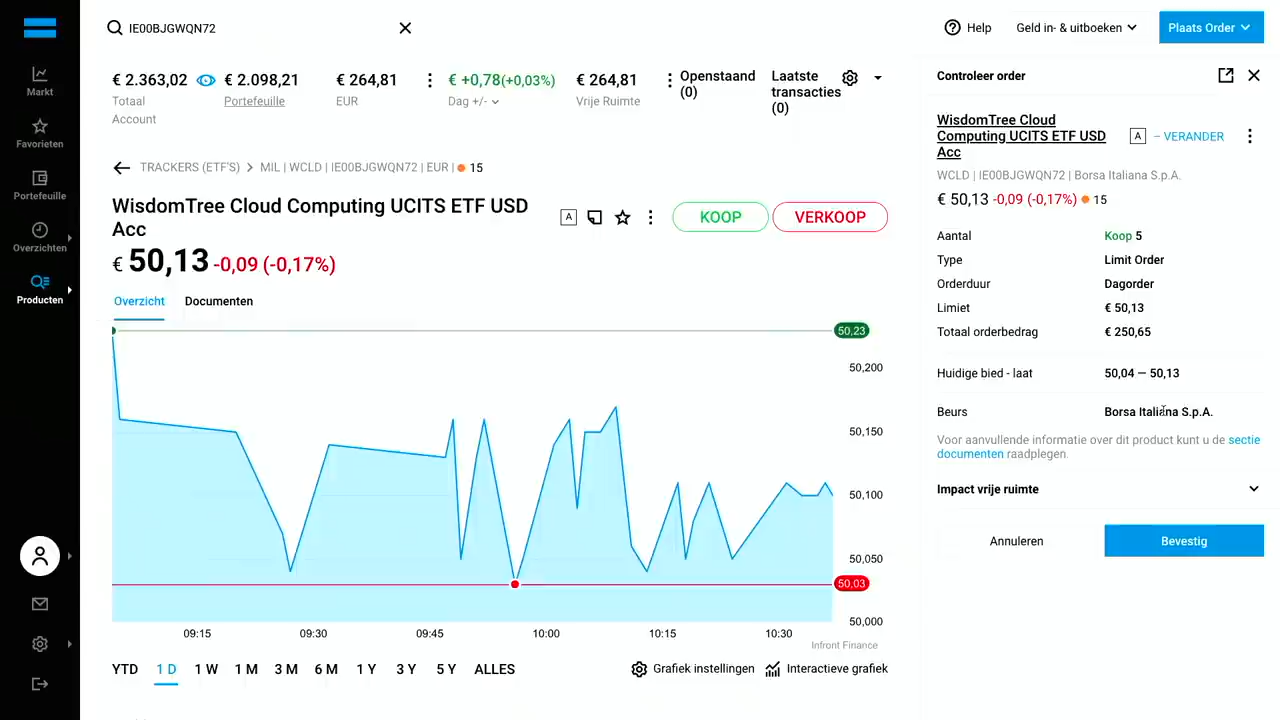 IE00BJGWQN72
Help
Geld in- & uitboeken
Plaats Order
Markt
Favorieten
Portefeuille
Overzichten
Producten
€ 2.363,02
Totaal
Account
€ 2.098,21
Portefeuille
€ 264,81
EUR
€ +0,78(+0,03%)
Dag +/-
€ 264,81
Vrije Ruimte
Openstaand
(0)
Laatste
transacties
(0)
TRACKERS (ETF'S) > MIL | WCLD | IE00BJGWQN72 | EUR | 15
WisdomTree Cloud Computing UCITS ETF USD
Acc
A
KOOP
VERKOOP
€ 50,13 -0,09 (-0,17%)
Overzicht
Documenten
50,23
50,200
50,150
50,100
50,050
50,03
50,000
09:15
09:30
09:45
10:00
10:15
10:30
Infront Finance
YTD
1 D
1 W
1 M
3 M
6 M
1 Y
3 Y
5 Y
ALLES
Grafiek instellingen
Interactieve grafiek
Controleer order
WisdomTree Cloud
Computing UCITS ETF USD
Acc
A
– VERANDER
WCLD | IE00BJGWQN72 | Borsa Italiana S.p.A.
€ 50,13 -0,09 (-0,17%) 15
Aantal Koop 5
Type Limit Order
Orderduur Dagorder
Limiet € 50,13
Totaal orderbedrag € 250,65
Huidige bied - laat 50,04 — 50,13
Beurs Borsa Italiana S.p.A.
Voor aanvullende informatie over dit product kunt u de sectie
documenten raadplegen.
Impact vrije ruimte
Annuleren
Bevestig